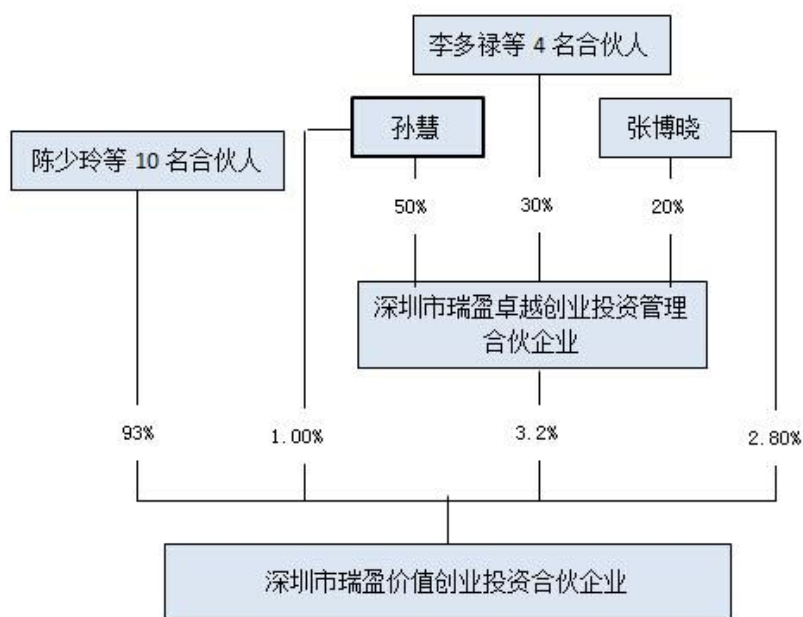 李多禄等 4 名合伙人
孙慧
张博晓
陈少玲等 10 名合伙人
50%
30%
20%
深圳市瑞盈卓越创业投资管理
合伙企业
93%
1.00%
3.2%
2.80%
深圳市瑞盈价值创业投资合伙企业